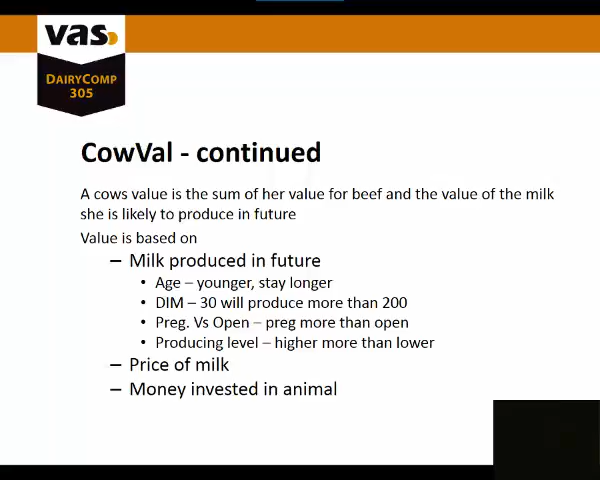 vas
DAIRYCOMP
305
CowVal - continued
A cows value is the sum of her value for beef and the value of the milk
she is likely to produce in future
Value is based on
– Milk produced in future
• Age – younger, stay longer
• DIM – 30 will produce more than 200
• Preg. Vs Open – preg more than open
• Producing level – higher more than lower
– Price of milk
– Money invested in animal